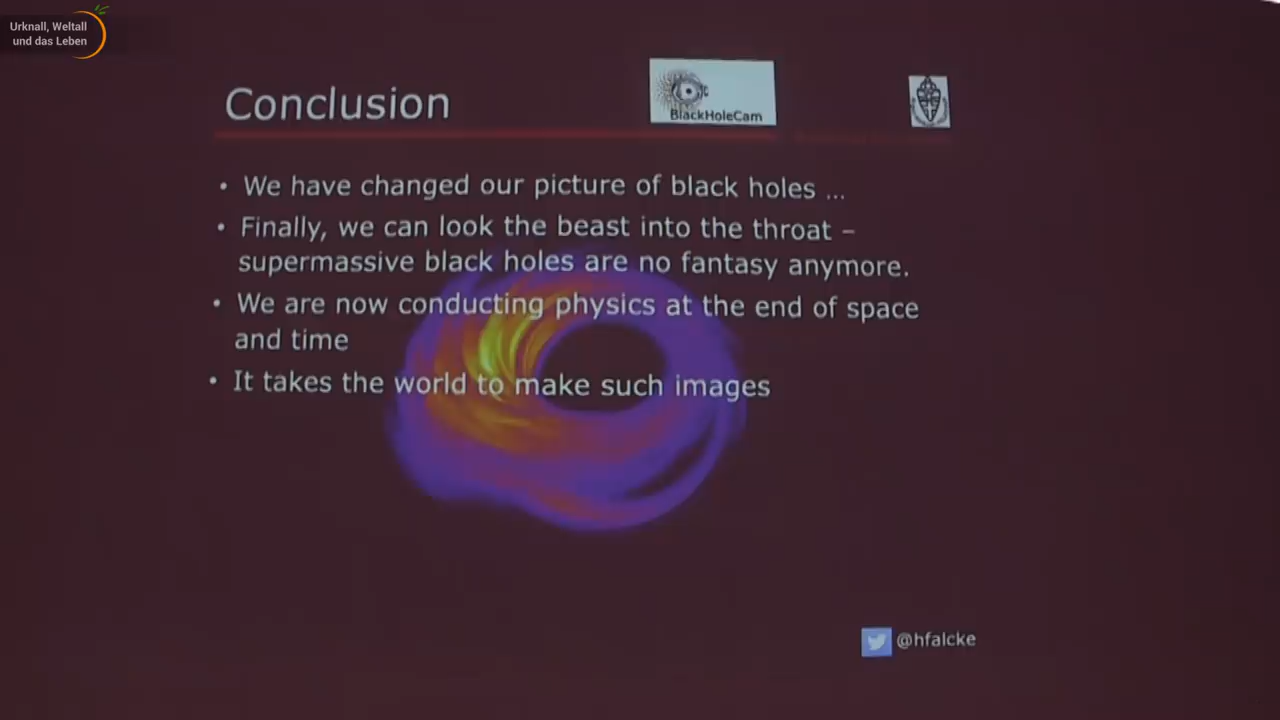 Urknall, Weltall
und das Leben
Conclusion
BlackHoleCam
• We have changed our picture of black holes ...
• Finally, we can look the beast into the throat –
supermassive black holes are no fantasy anymore.
• We are now conducting physics at the end of space
and time
• It takes the world to make such images
@hfalcke